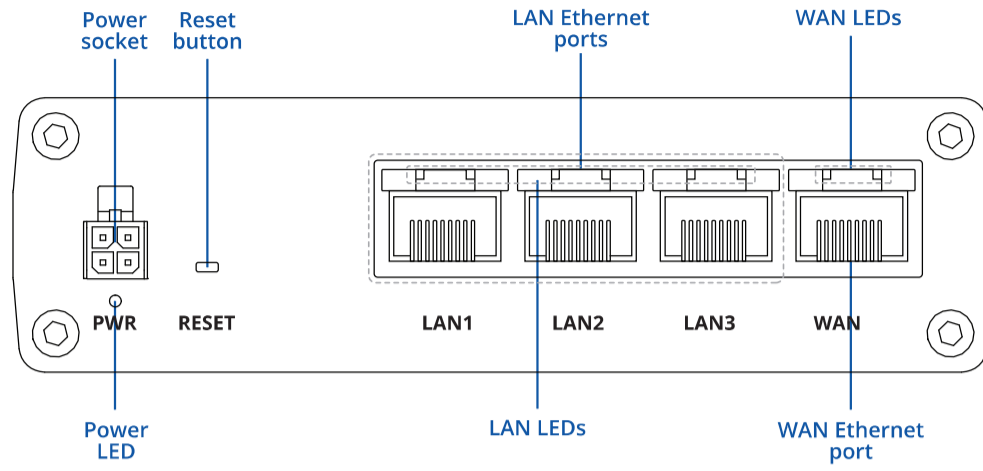 Power
socket
Reset
button
LAN Ethernet
ports
WAN LEDs
PWR
RESET
LAN1
LAN2
LAN3
WAN
Power
LED
LAN LEDs
WAN Ethernet
port